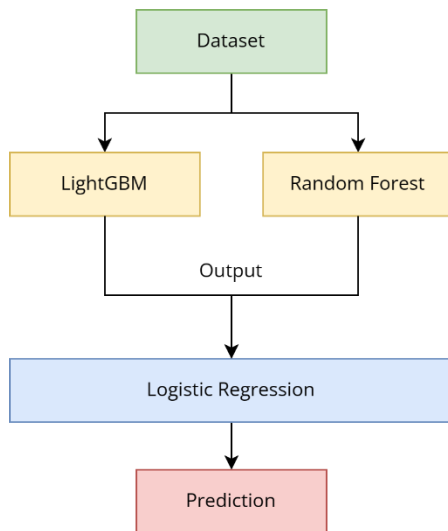 Dataset
LightGBM
Random Forest
Output
Logistic Regression
Prediction